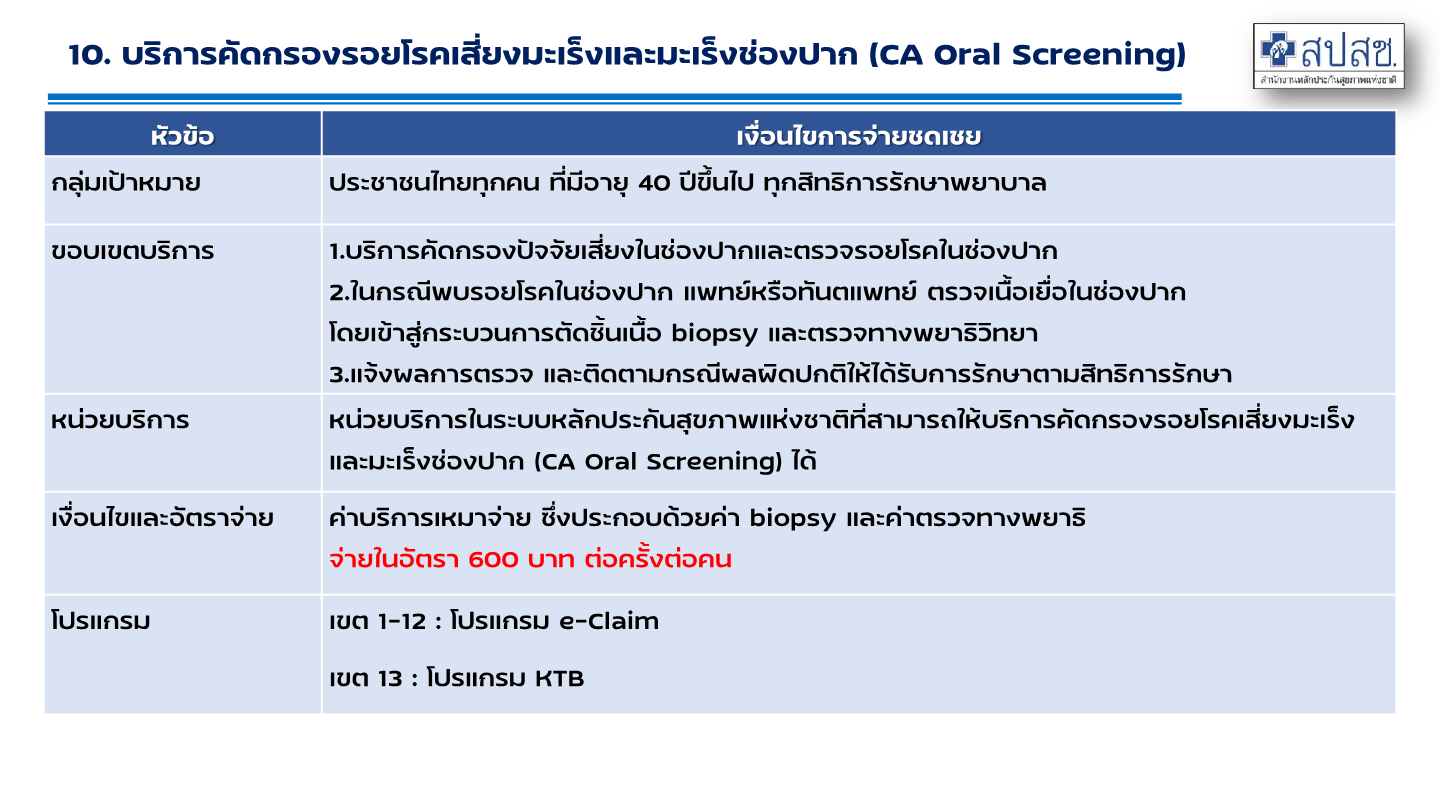 10. บริการคัดกรองรอยโรคเสี่ยงมะเร็งและมะเร็งช่องปาก (CA Oral Screening)
สปสช.
สำนักงานหลักประกันสุขภาพแห่งชาติ
หัวข้อ
เงื่อนไขการจ่ายชดเชย
กลุ่มเป้าหมาย
ประชาชนไทยทุกคน ที่มีอายุ 40 ปีขึ้นไป ทุกสิทธิการรักษาพยาบาล
ขอบเขตบริการ
1.บริการคัดกรองปัจจัยเสี่ยงในช่องปากและตรวจรอยโรคในช่องปาก
2.ในกรณีพบรอยโรคในช่องปาก แพทย์หรือทันตแพทย์ ตรวจเนื้อเยื่อในช่องปาก
โดยเข้าสู่กระบวนการตัดชิ้นเนื้อ biopsy และตรวจทางพยาธิวิทยา
3.แจ้งผลการตรวจ และติดตามกรณีผลผิดปกติให้ได้รับการรักษาตามสิทธิการรักษา
หน่วยบริการ
หน่วยบริการในระบบหลักประกันสุขภาพแห่งชาติที่สามารถให้บริการคัดกรองรอยโรคเสี่ยงมะเร็ง
และมะเร็งช่องปาก (CA Oral Screening) ได้
เงื่อนไขและอัตราจ่าย
ค่าบริการเหมาจ่าย ซึ่งประกอบด้วยค่า biopsy และค่าตรวจทางพยาธิ
จ่ายในอัตรา 600 บาท ต่อครั้งต่อคน
โปรแกรม
เขต 1-12 : โปรแกรม e-Claim
เขต 13 : โปรแกรม KTB